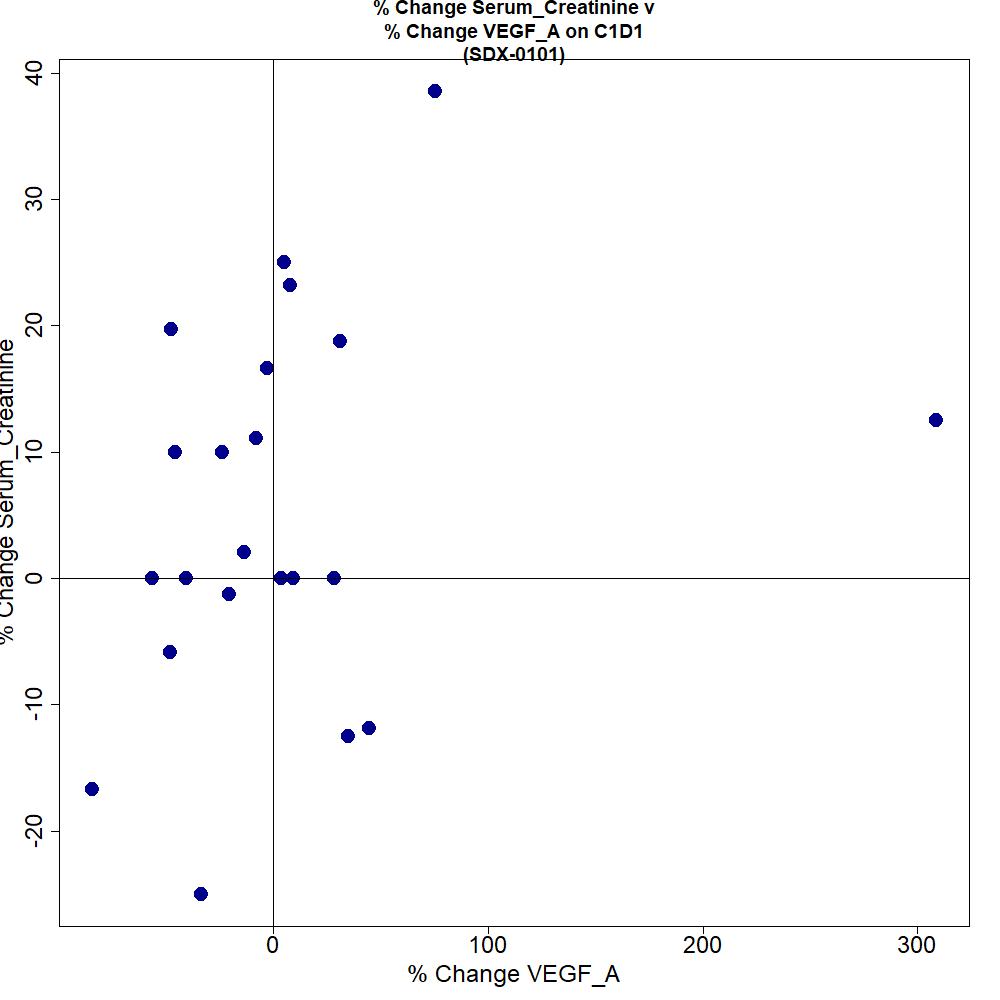 % Change Serum_Creatinine v
% Change VEGF_A on C1D1
(SDX-0101)
% Change Serum_Creatinine
40
30
20
10
0
-10
-20
0 100 200 300
% Change VEGF_A